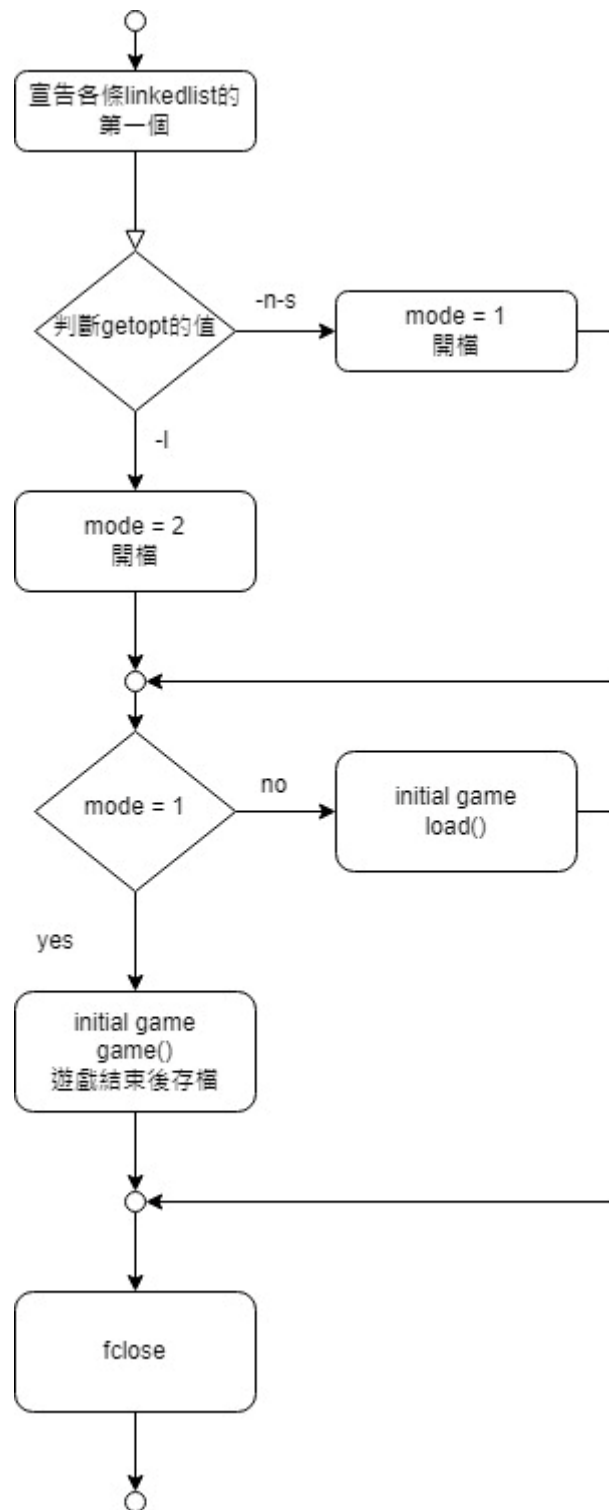 宣告各條linkedlist的
第一個
判斷getopt的值
-n-s
mode = 1
開檔
-l
mode = 2
開檔
mode = 1
no
initial game
load()
yes
initial game
game()
遊戲結束後存檔
fclose